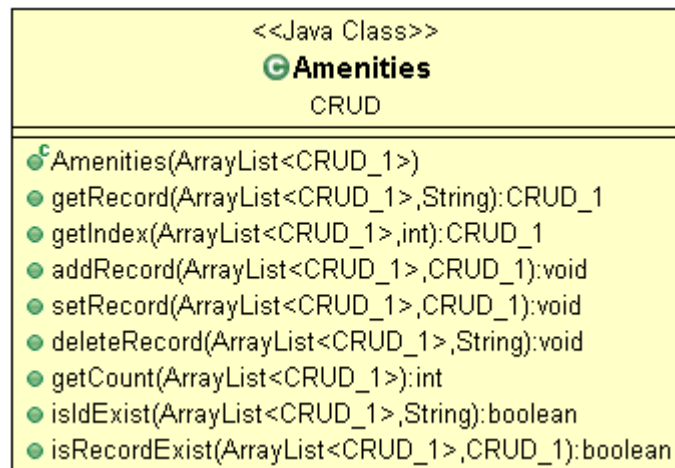 <<Java Class>>
Amenities
CRUD
Amenities(ArrayList<CRUD_1>)
getRecord(ArrayList<CRUD_1>,String):CRUD_1
getIndex(ArrayList<CRUD_1>,int):CRUD_1
addRecord(ArrayList<CRUD_1>,CRUD_1):void
setRecord(ArrayList<CRUD_1>,CRUD_1):void
deleteRecord(ArrayList<CRUD_1>,String):void
getCount(ArrayList<CRUD_1>):int
isIdExist(ArrayList<CRUD_1>,String):boolean
isRecordExist(ArrayList<CRUD_1>,CRUD_1):boolean